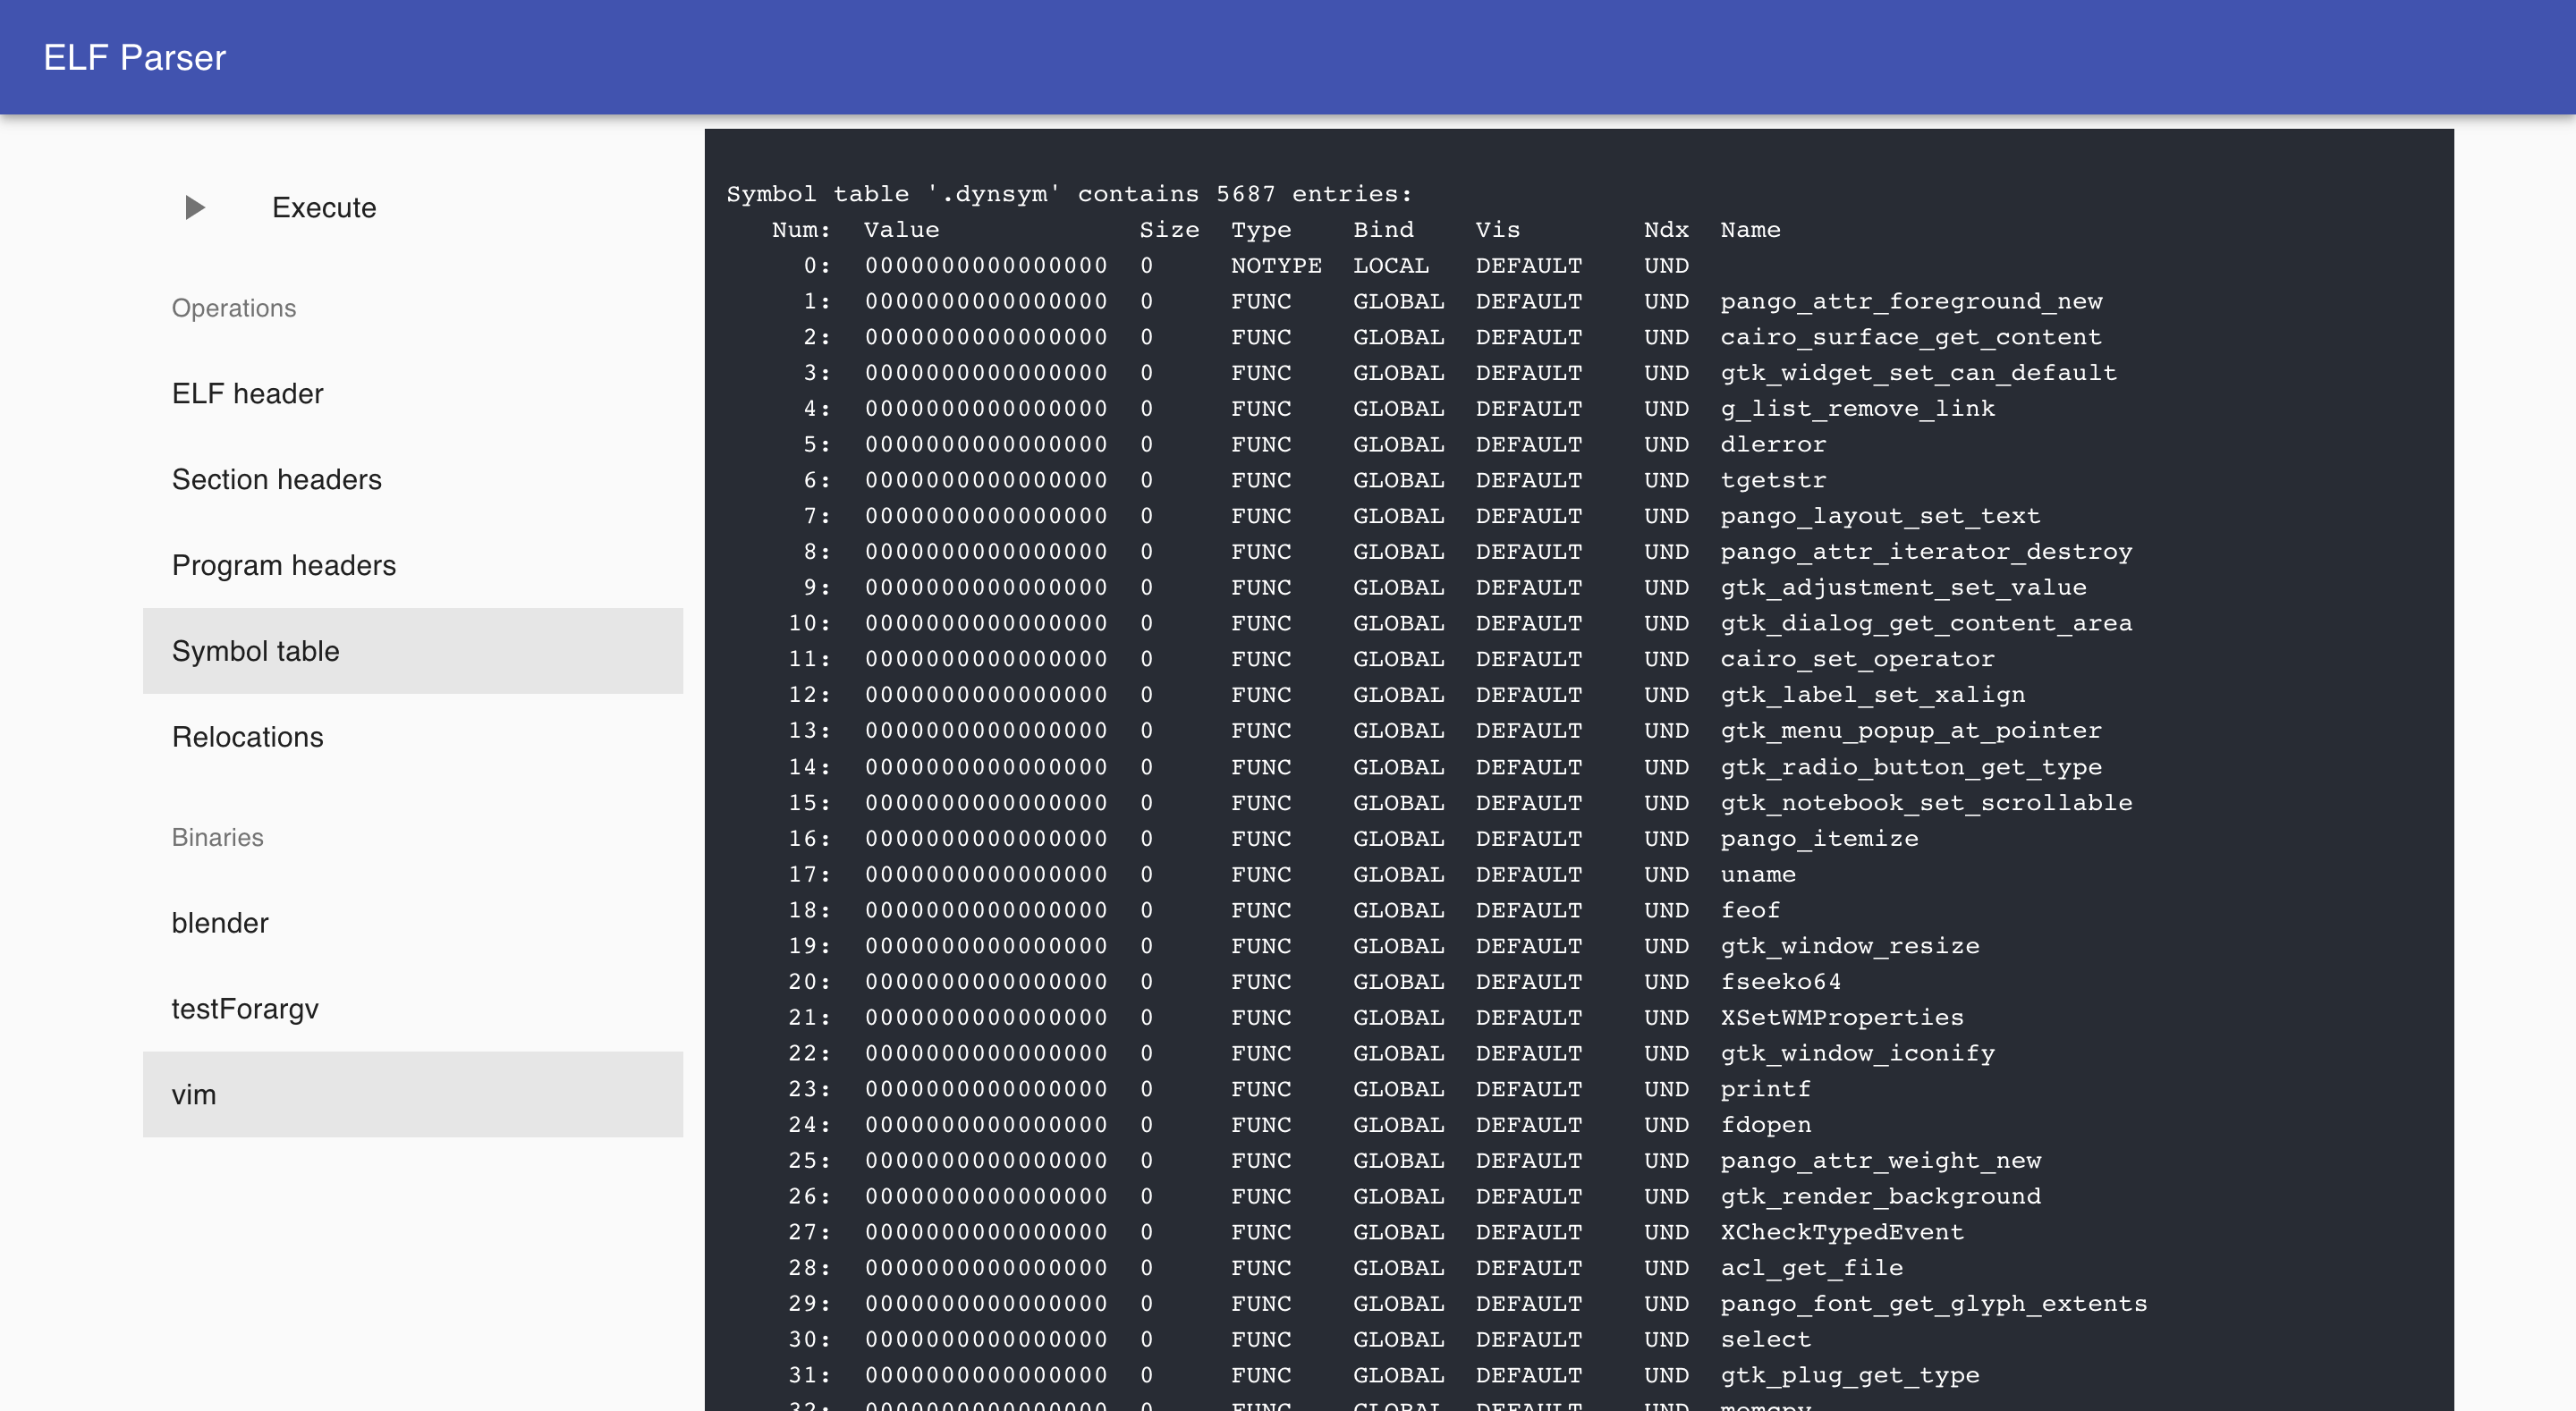 ELF Parser
Execute
Operations
ELF header
Section headers
Program headers
Symbol table
Relocations
Binaries
blender
testForargv
vim
Symbol table '.dynsym' contains 5687 entries:
Num: Value Size Type Bind Vis Ndx Name
0: 0000000000000000 0 NOTYPE LOCAL DEFAULT UND
1: 0000000000000000 0 FUNC GLOBAL DEFAULT UND pango_attr_foreground_new
2: 0000000000000000 0 FUNC GLOBAL DEFAULT UND cairo_surface_get_content
3: 0000000000000000 0 FUNC GLOBAL DEFAULT UND gtk_widget_set_can_default
4: 0000000000000000 0 FUNC GLOBAL DEFAULT UND g_list_remove_link
5: 0000000000000000 0 FUNC GLOBAL DEFAULT UND dlerror
6: 0000000000000000 0 FUNC GLOBAL DEFAULT UND tgetstr
7: 0000000000000000 0 FUNC GLOBAL DEFAULT UND pango_layout_set_text
8: 0000000000000000 0 FUNC GLOBAL DEFAULT UND pango_attr_iterator_destroy
9: 0000000000000000 0 FUNC GLOBAL DEFAULT UND gtk_adjustment_set_value
10: 0000000000000000 0 FUNC GLOBAL DEFAULT UND gtk_dialog_get_content_area
11: 0000000000000000 0 FUNC GLOBAL DEFAULT UND cairo_set_operator
12: 0000000000000000 0 FUNC GLOBAL DEFAULT UND gtk_label_set_xalign
13: 0000000000000000 0 FUNC GLOBAL DEFAULT UND gtk_menu_popup_at_pointer
14: 0000000000000000 0 FUNC GLOBAL DEFAULT UND gtk_radio_button_get_type
15: 0000000000000000 0 FUNC GLOBAL DEFAULT UND gtk_notebook_set_scrollable
16: 0000000000000000 0 FUNC GLOBAL DEFAULT UND pango_itemize
17: 0000000000000000 0 FUNC GLOBAL DEFAULT UND uname
18: 0000000000000000 0 FUNC GLOBAL DEFAULT UND feof
19: 0000000000000000 0 FUNC GLOBAL DEFAULT UND gtk_window_resize
20: 0000000000000000 0 FUNC GLOBAL DEFAULT UND fseeko64
21: 0000000000000000 0 FUNC GLOBAL DEFAULT UND XSetWMProperties
22: 0000000000000000 0 FUNC GLOBAL DEFAULT UND gtk_window_iconify
23: 0000000000000000 0 FUNC GLOBAL DEFAULT UND printf
24: 0000000000000000 0 FUNC GLOBAL DEFAULT UND fdopen
25: 0000000000000000 0 FUNC GLOBAL DEFAULT UND pango_attr_weight_new
26: 0000000000000000 0 FUNC GLOBAL DEFAULT UND gtk_render_background
27: 0000000000000000 0 FUNC GLOBAL DEFAULT UND XCheckTypedEvent
28: 0000000000000000 0 FUNC GLOBAL DEFAULT UND acl_get_file
29: 0000000000000000 0 FUNC GLOBAL DEFAULT UND pango_font_get_glyph_extents
30: 0000000000000000 0 FUNC GLOBAL DEFAULT UND select
31: 0000000000000000 0 FUNC GLOBAL DEFAULT UND gtk_plug_get_type
32: 0000000000000000 0 FUNC GLOBAL DEFAULT UND memcpy